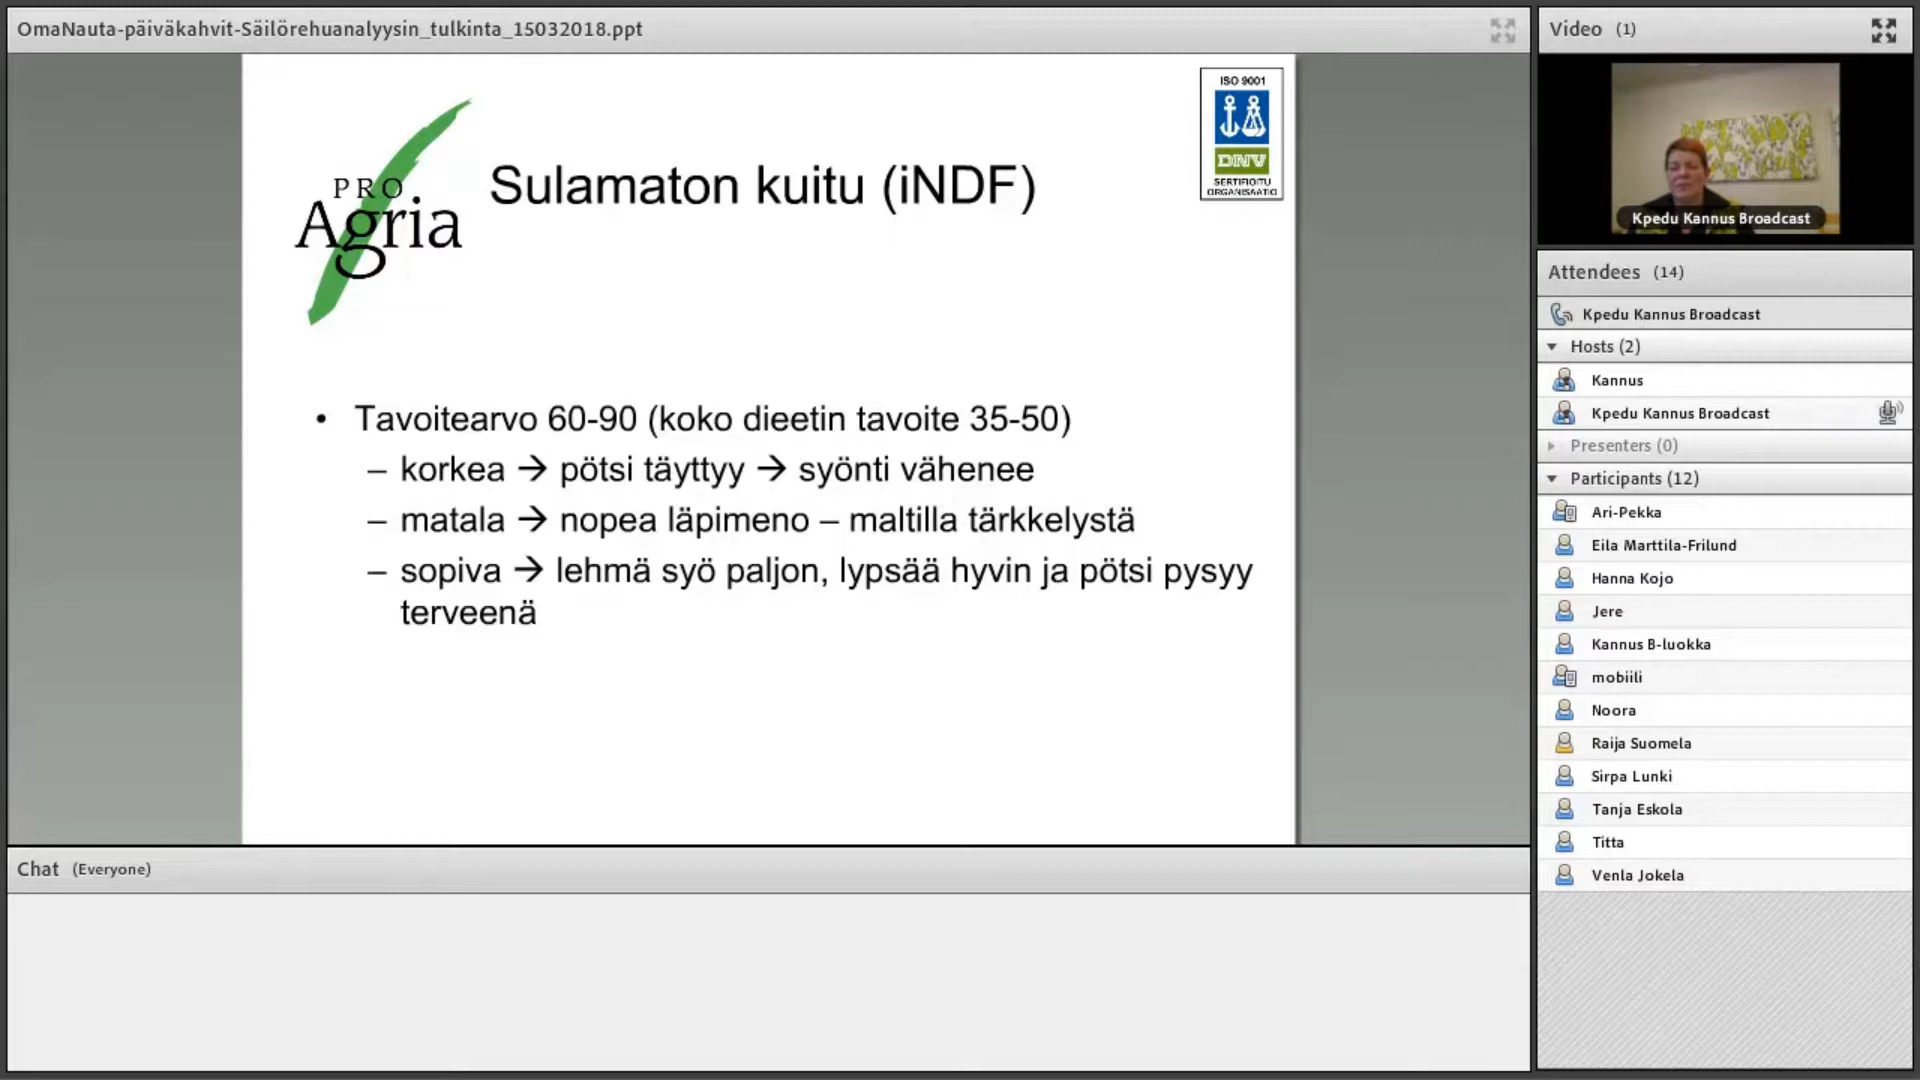 OmaNauta-päiväkahvit-Säilörehuanalyysin_tulkinta_15032018.ppt
PRO
Agria
Sulamaton kuitu (iNDF)
ISO 9001
DNV
SERTIFIOITU
ORGANISAATIO
• Tavoitearvo 60-90 (koko dieetin tavoite 35-50)
– korkea → pötsi täyttyy → syönti vähenee
– matala → nopea läpimeno – maltilla tärkkelystä
– sopiva → lehmä syö paljon, lypsää hyvin ja pötsi pysyy
terveenä
Chat (Everyone)
Video (1)
Kpedu Kannus Broadcast
Attendees (14)
Kpedu Kannus Broadcast
Hosts (2)
Kannus
Kpedu Kannus Broadcast
Presenters (0)
Participants (12)
Ari-Pekka
Eila Marttila-Frilund
Hanna Kojo
Jere
Kannus B-luokka
mobiili
Noora
Raija Suomela
Sirpa Lunki
Tanja Eskola
Titta
Venla Jokela